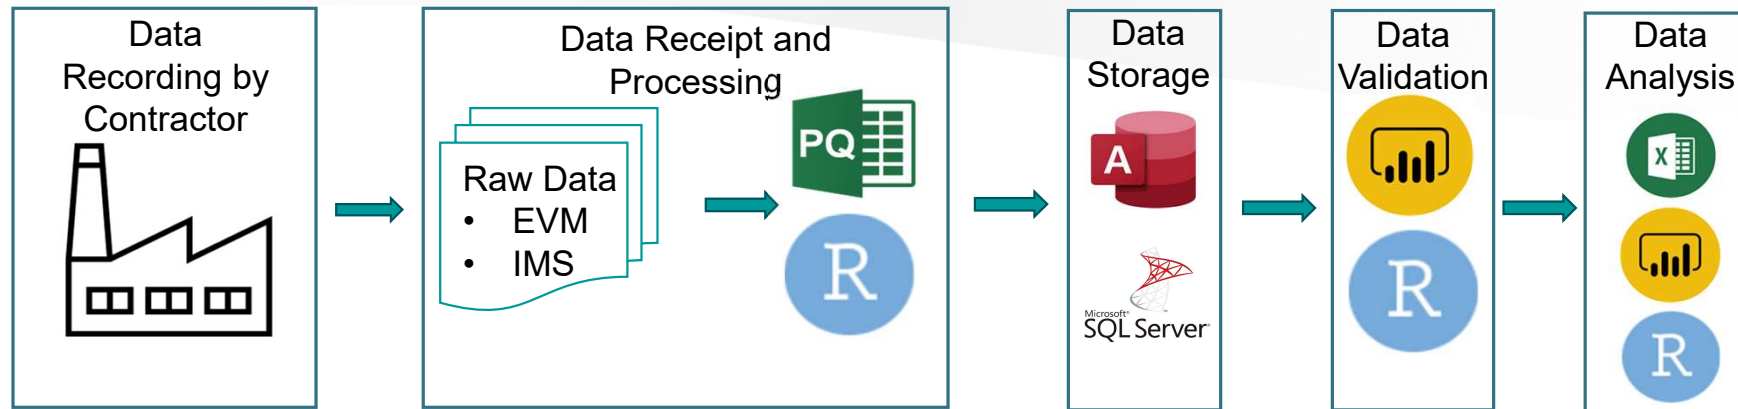 Data
Recording by
Contractor
Data Receipt and
Processing
Raw Data
• EVM
• IMS
PQ
R
Data
Storage
A
Microsoft®
SQL Server®
Data
Validation
R
Data
Analysis
X
R